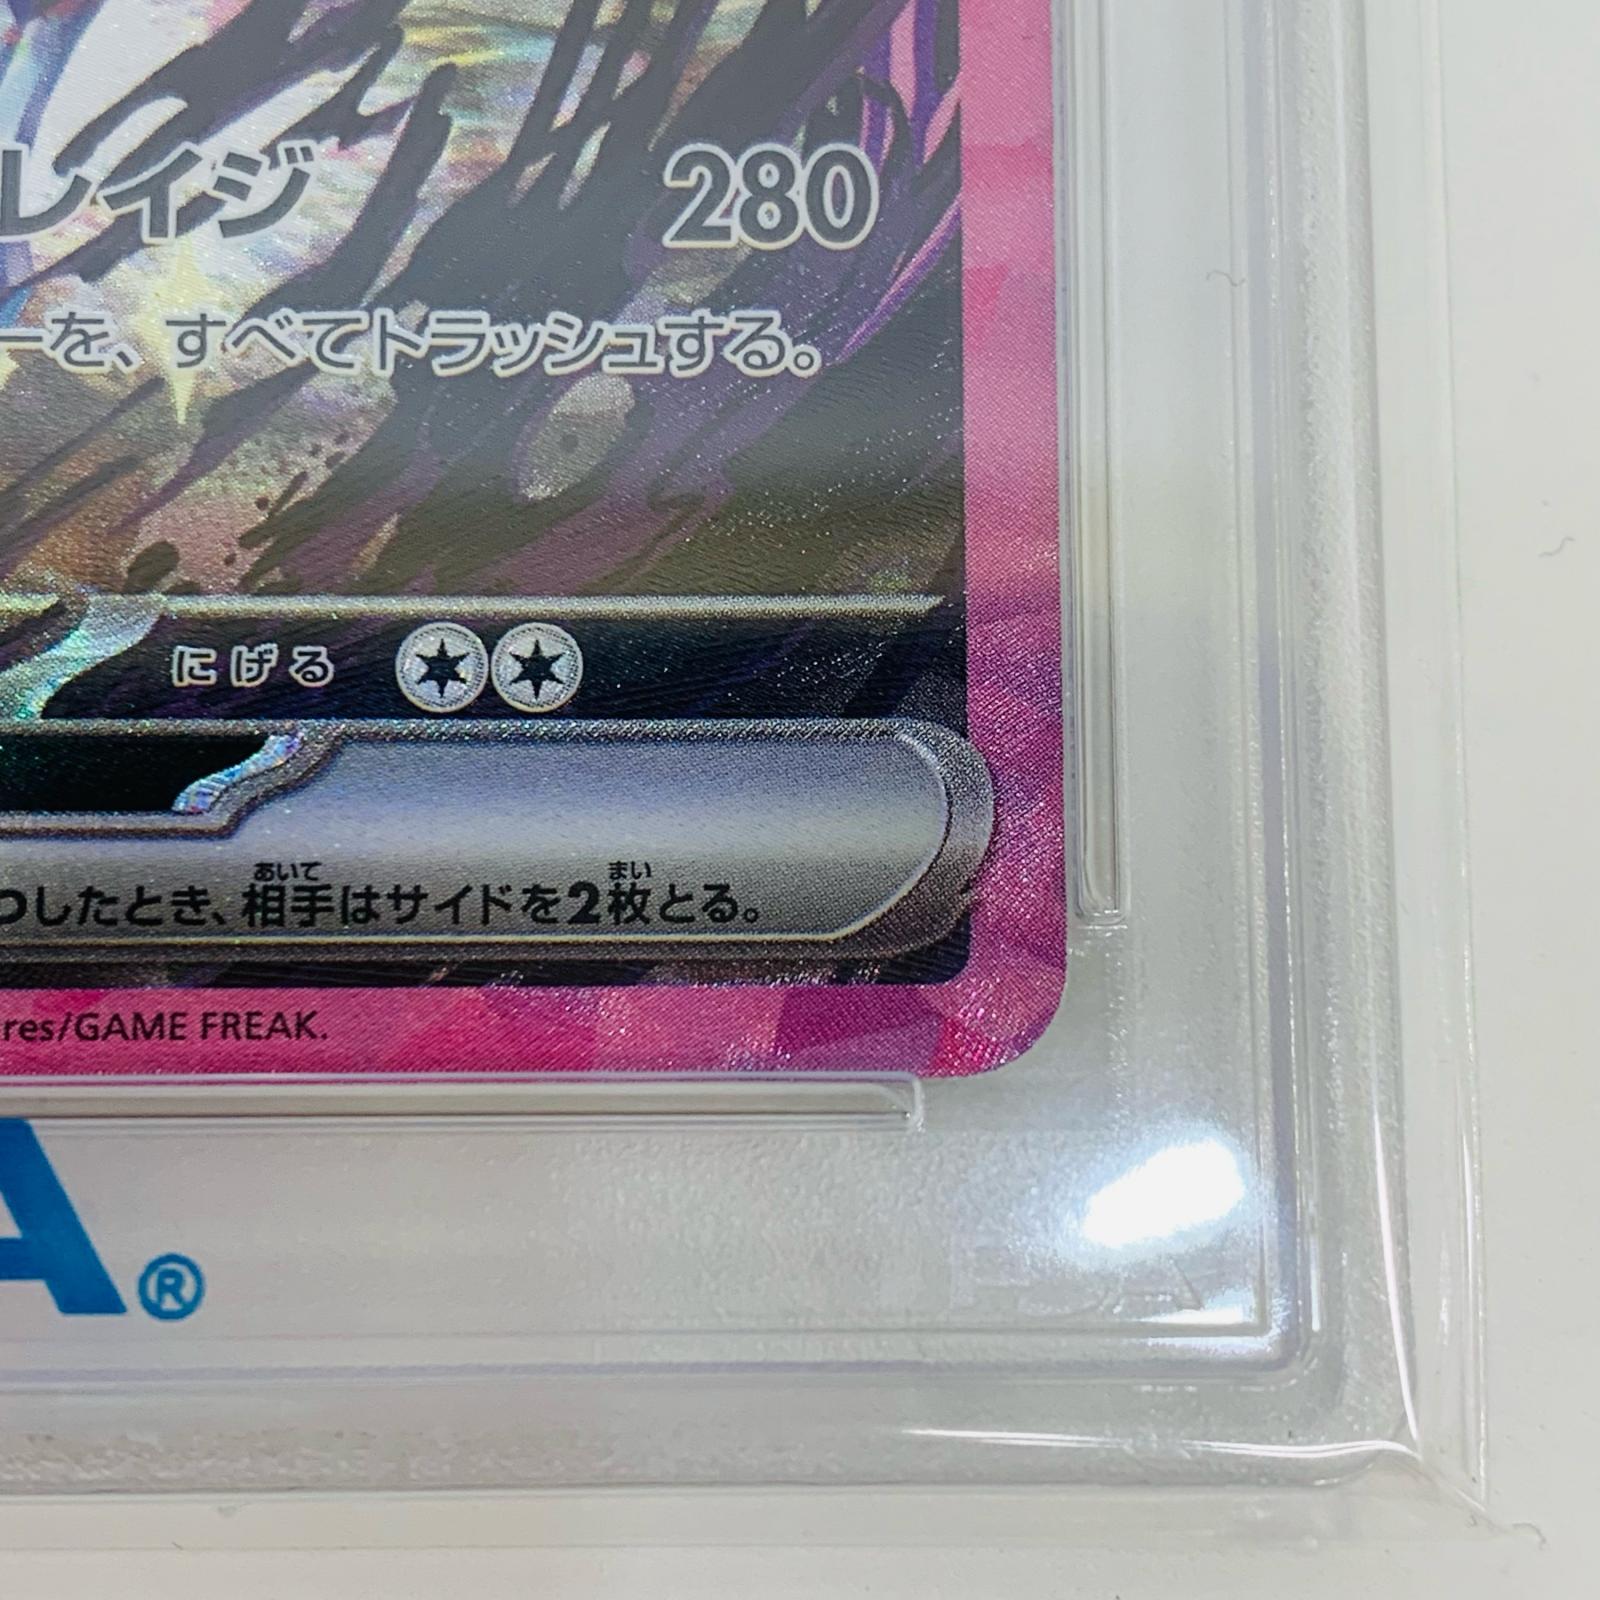 レイジ 280
ーを、すべてトラッシュする。
にげる
あいて まい
つしたとき、相手はサイドを2枚とる。
res/GAME FREAK.
A®